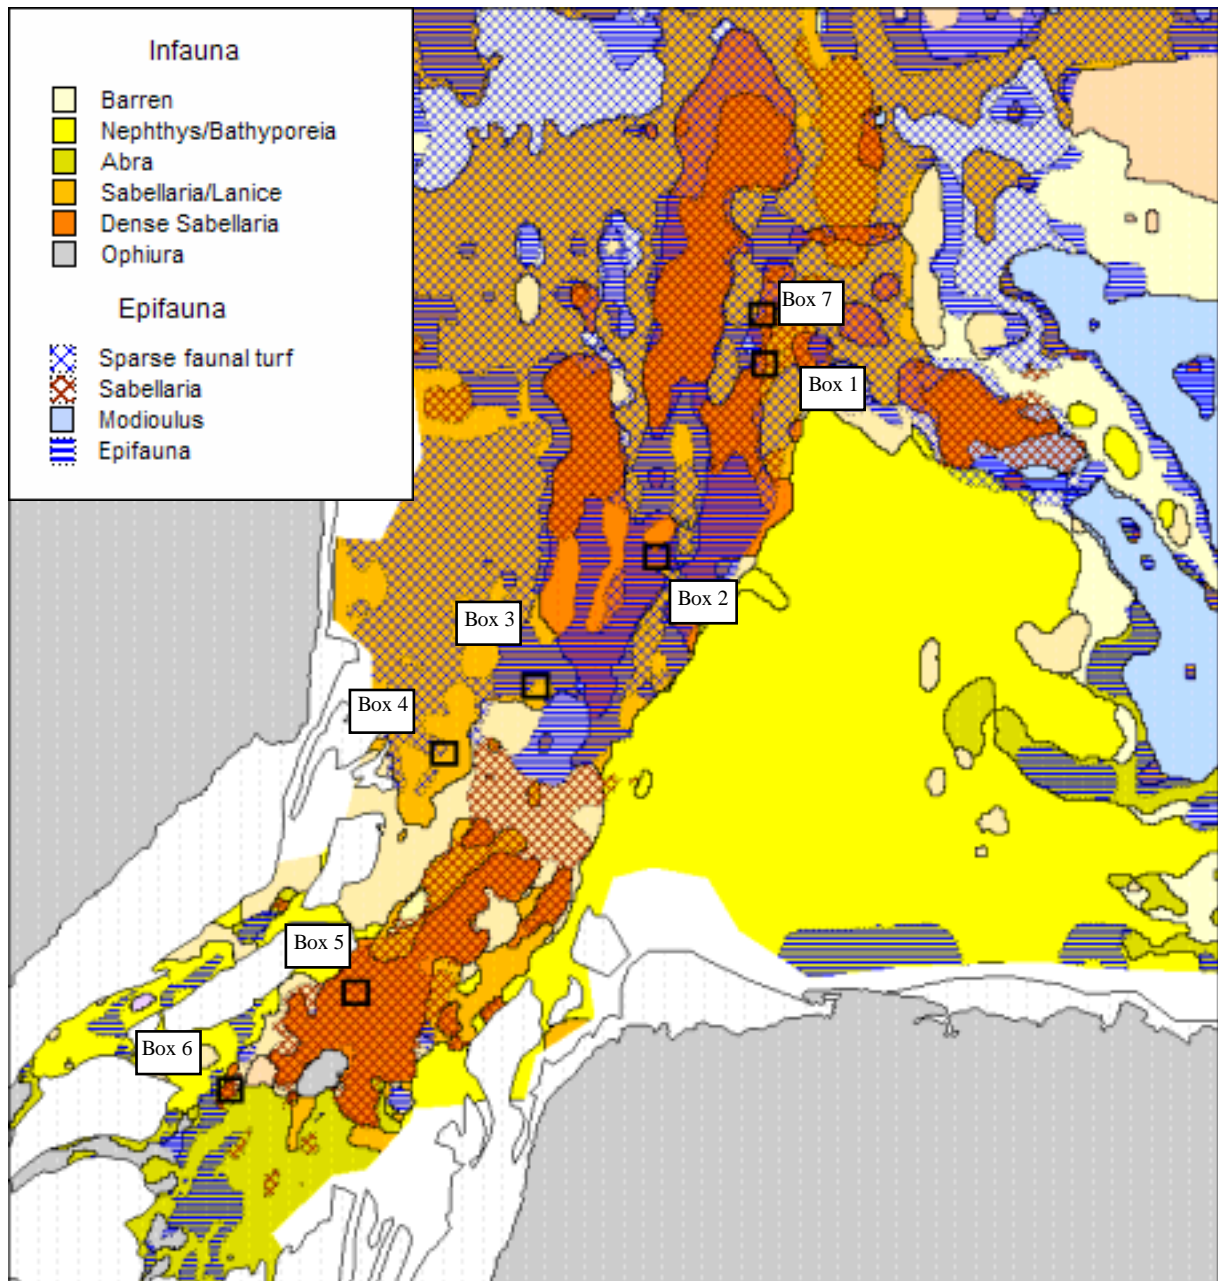 Infauna
Barren
Nephthys/Bathyporeia
Abra
Sabellaria/Lanice
Dense Sabellaria
Ophiura
Epifauna
Sparse faunal turf
Sabellaria
Modioulus
Epifauna
Box 7
Box 1
Box 2
Box 3
Box 4
Box 5
Box 6